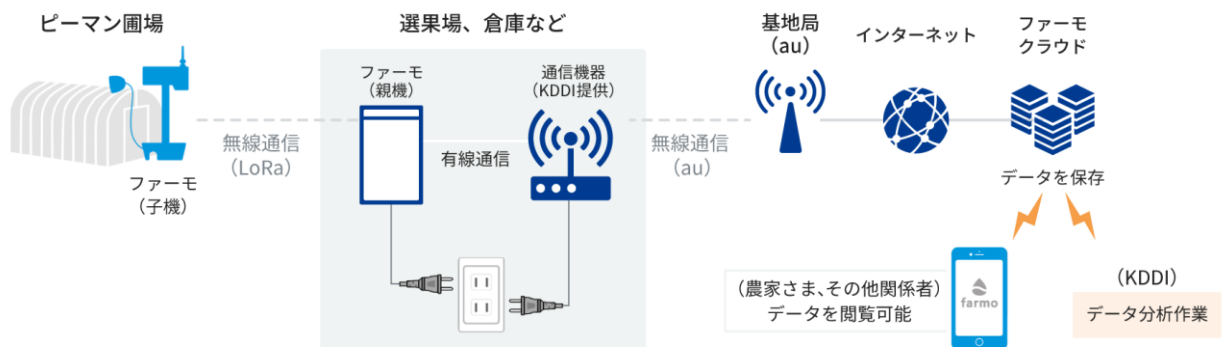 ピーマン圃場
選果場、倉庫など
基地局
（au）
インターネット
ファーモ
クラウド
ファーモ
（親機）
通信機器
（KDDI提供）
無線通信
（LoRa）
有線通信
無線通信
（au）
ファーモ
（子機）
データを保存
（農家さま、その他関係者）
データを閲覧可能
farmo
（KDDI）
データ分析作業